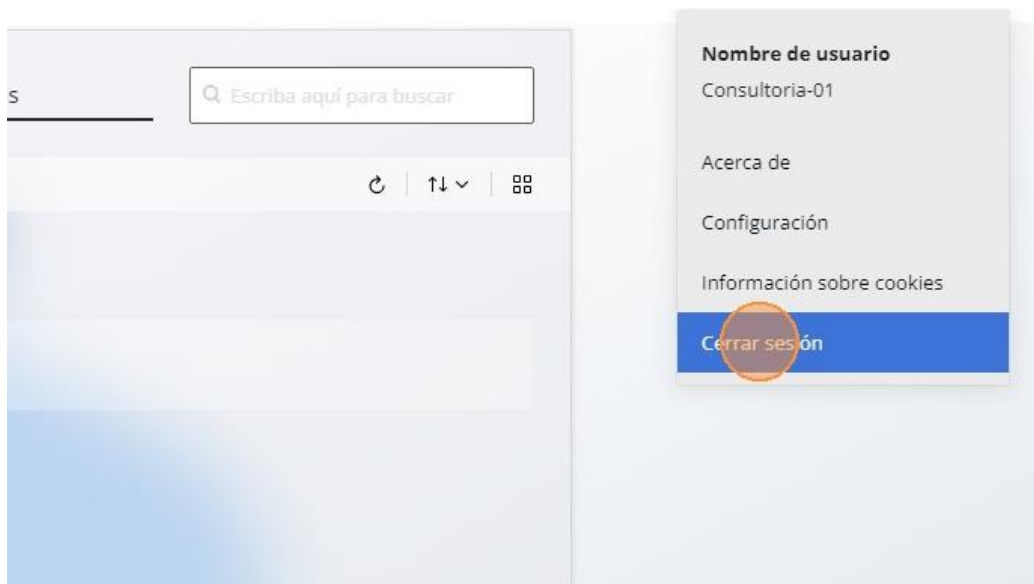 s
Escriba aquí para buscar
Nombre de usuario
Consultoria-01
Acerca de
Configuración
Información sobre cookies
Cerrar sesión